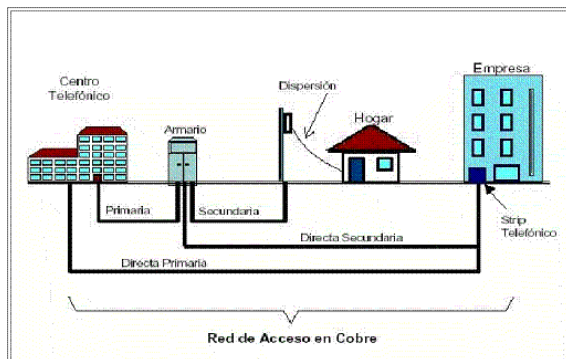 Centro
Telefónico
Armario
Dispersión
Hogar
Empresa
Primaria
Secundaria
Strip
Telefónico
Directa Secundaria
Directa Primaria
Red de Acceso en Cobre